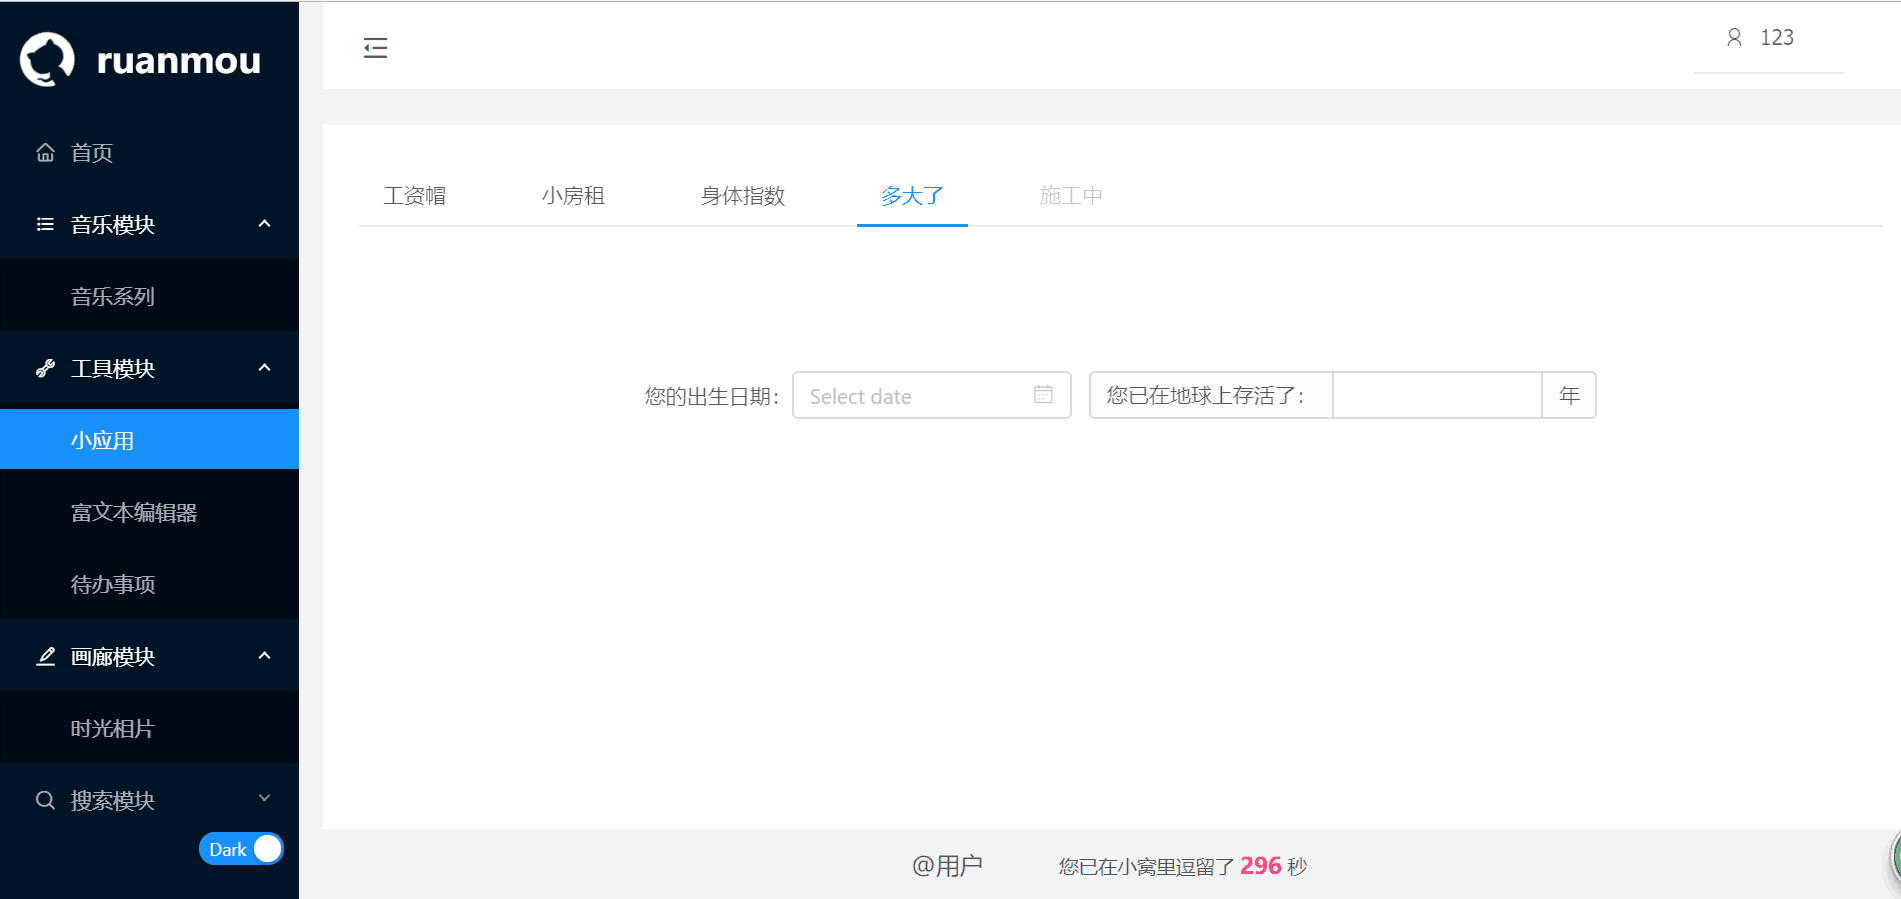 ruanmou
首页
音乐模块
音乐系列
工具模块
小应用
富文本编辑器
待办事项
画廊模块
时光相片
搜索模块
Dark
123
工资帽
小房租
身体指数
多大了
施工中
您的出生日期：
Select date
您已在地球上存活了：
年
@用户
您已在小窝里逗留了 296 秒